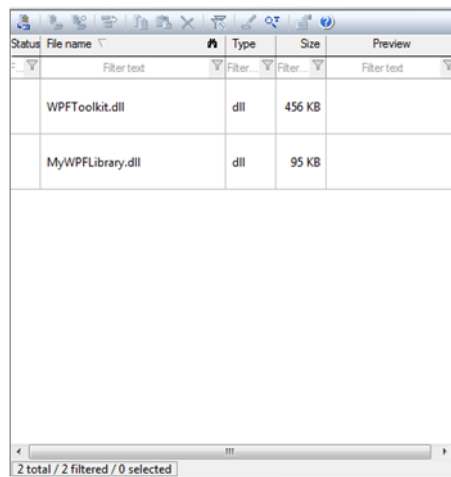 Status File name Type Size Preview
F... Filter text Filter... Filter... Filter text
WPFToolkit.dll dll 456 KB
MyWPFLibrary.dll dll 95 KB
2 total / 2 filtered / 0 selected